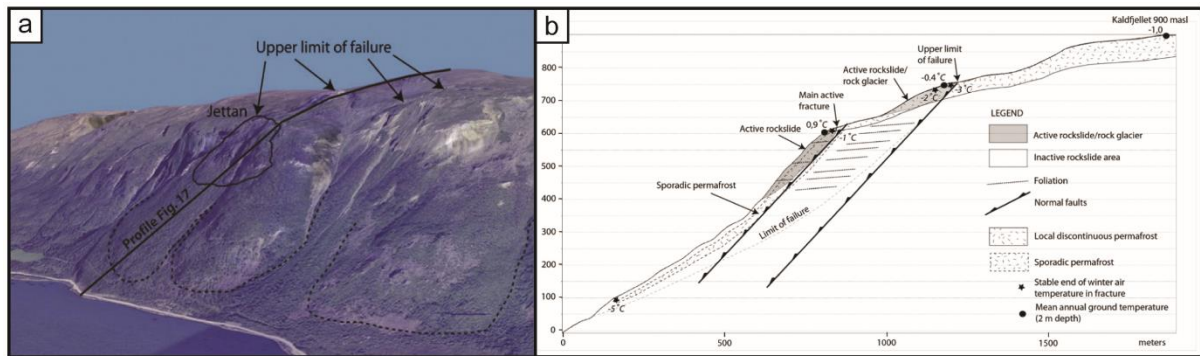 a
Upper limit of failure
Jettan
Profile Fig. 17
b
Kaldfjellet 900 masl
-1,0
Upper limit
of failure
Active rockslide/
rock glacier
-0.4˚C
-2˚C
-3˚C
Main active
fracture
0,9˚C
-1˚C
Active rockslide
Sporadic permafrost
Limit of failure
-5˚C
800
700
600
500
400
300
200
100
0
0
500
1000
1500
meters
LEGEND
Active rockslide/rock glacier
Inactive rockslide area
Foliation
Normal faults
Local discontinuous permafrost
Sporadic permafrost
Stable end of winter air
temperature in fracture
Mean annual ground temperature
(2 m depth)